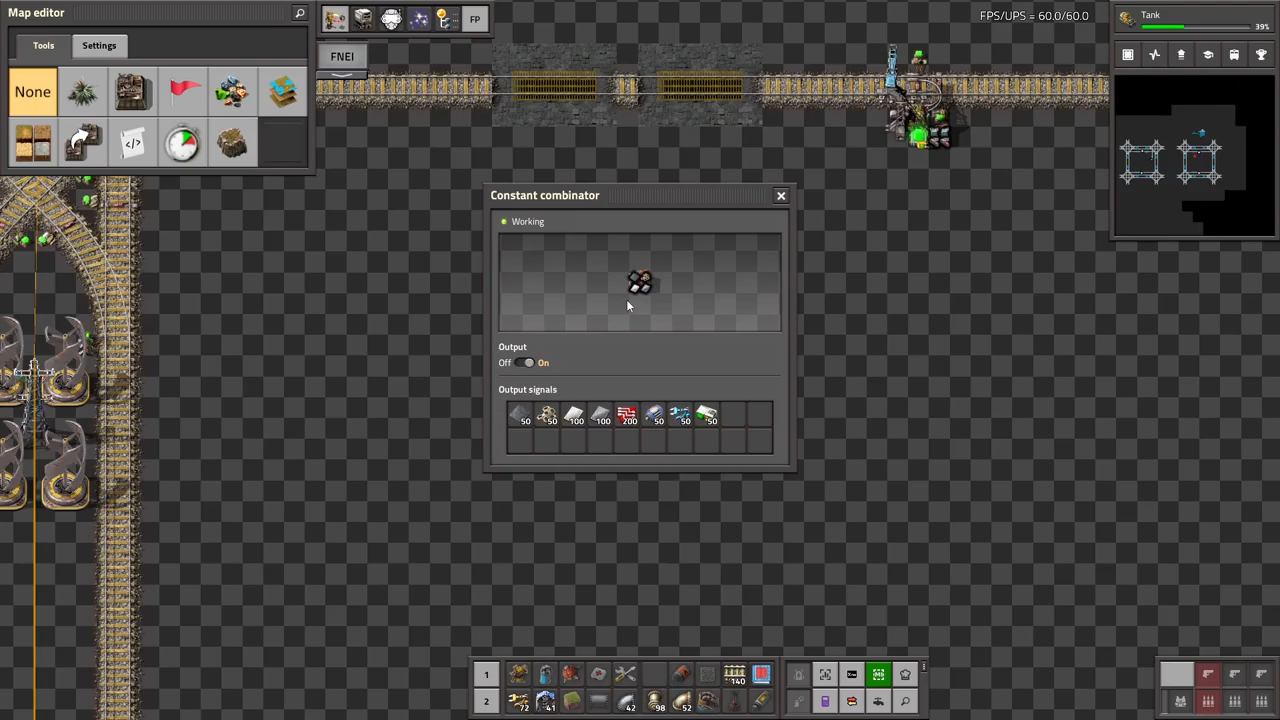 Map editor
FPS/UPS = 60.0/60.0
Tank
39%
Tools
Settings
FP
FNEI
None
</>
Constant combinator
Working
Output
Off
On
Output signals
50
50
100
100
200
50
50
50
1
140
2
72
41
42
98
52